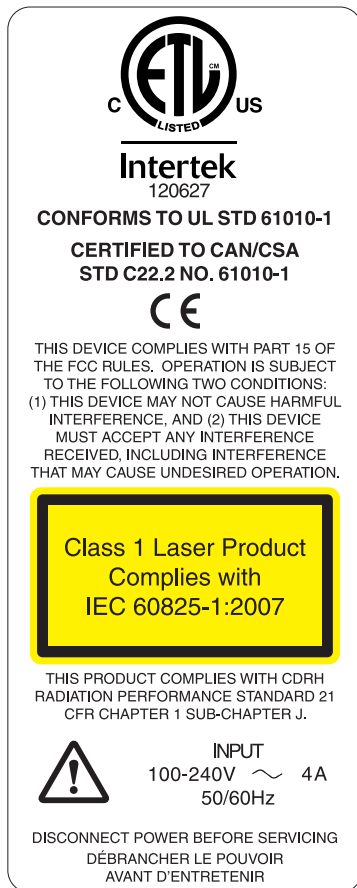 ETL CM
C US
LISTED
Intertek
120627
CONFORMS TO UL STD 61010-1
CERTIFIED TO CAN/CSA
STD C22.2 NO. 61010-1
CE
THIS DEVICE COMPLIES WITH PART 15 OF
THE FCC RULES. OPERATION IS SUBJECT
TO THE FOLLOWING TWO CONDITIONS:
(1) THIS DEVICE MAY NOT CAUSE HARMFUL
INTERFERENCE, AND (2) THIS DEVICE
MUST ACCEPT ANY INTERFERENCE
RECEIVED, INCLUDING INTERFERENCE
THAT MAY CAUSE UNDESIRED OPERATION.
Class 1 Laser Product
Complies with
IEC 60825-1:2007
THIS PRODUCT COMPLIES WITH CDRH
RADIATION PERFORMANCE STANDARD 21
CFR CHAPTER 1 SUB-CHAPTER J.
INPUT
100-240V ~ 4A
50/60Hz
DISCONNECT POWER BEFORE SERVICING
DÉBRANCHER LE POUVOIR
AVANT D'ENTRETENIR